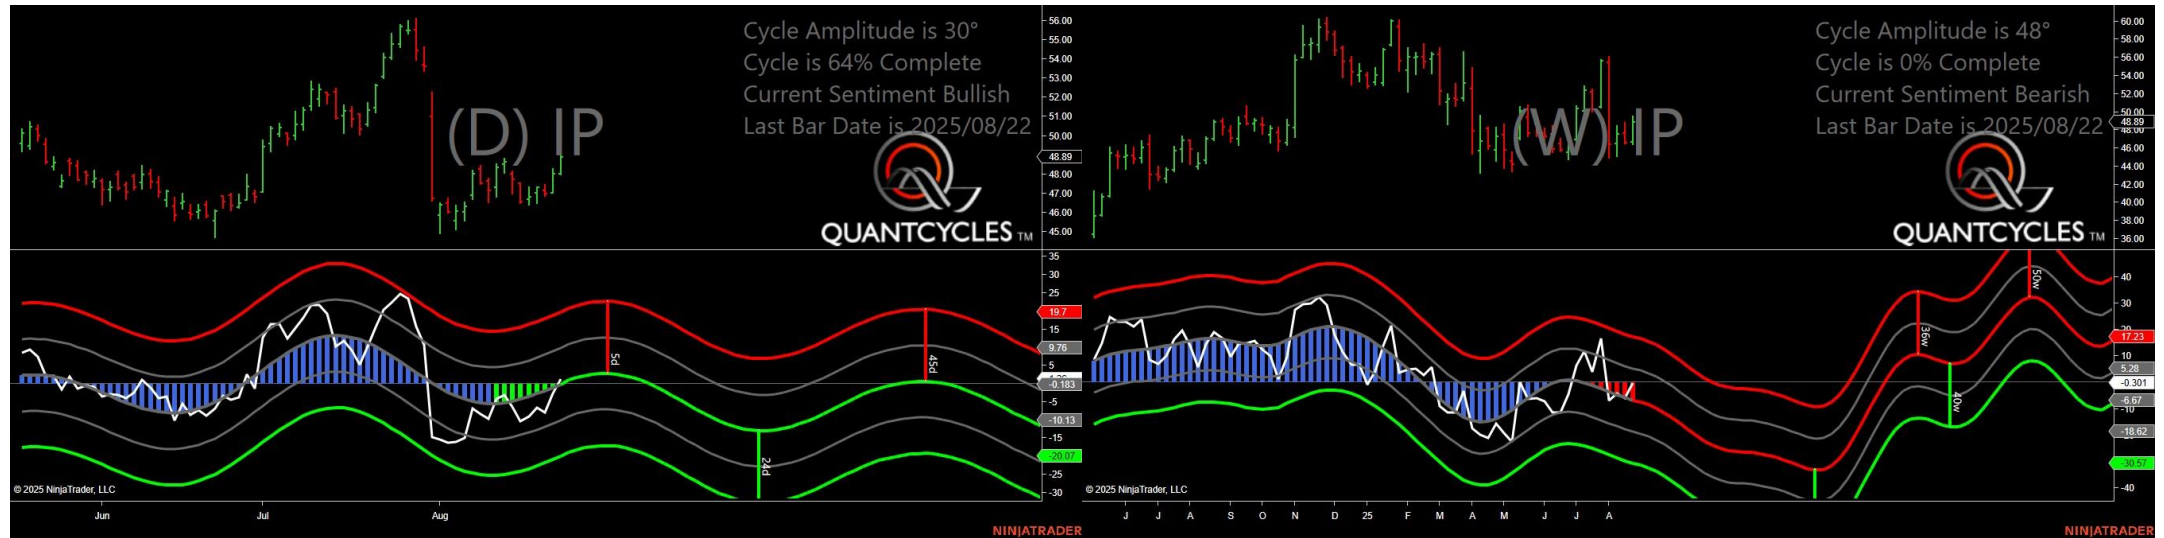 Cycle Amplitude is 30°
Cycle is 64% Complete
Current Sentiment Bullish
Last Bar Date is 2025/08/22
(D) IP
QUANTCYCLES TM
56.00
55.00
54.00
53.00
52.00
51.00
50.00
48.89
48.00
47.00
46.00
45.00
35
30
25
19.7
15
9.76
5
-0.183
-5
-10.13
-15
-20.07
-25
-30
5d
24d
45d
© 2025 NinjaTrader, LLC
Jun
Jul
Aug
NINJATRADER
Cycle Amplitude is 48°
Cycle is 0% Complete
Current Sentiment Bearish
Last Bar Date is 2025/08/22
(W) IP
QUANTCYCLES TM
60.00
58.00
56.00
54.00
52.00
50.00
48.89
48.00
46.00
44.00
42.00
40.00
38.00
36.00
40
30
17.23
10
5.28
-0.301
-6.67
-10
-18.62
-30.57
-40
36w
40w
50w
© 2025 NinjaTrader, LLC
J
J
A
S
O
N
D
25
F
M
A
M
J
J
A
NINJATRADER